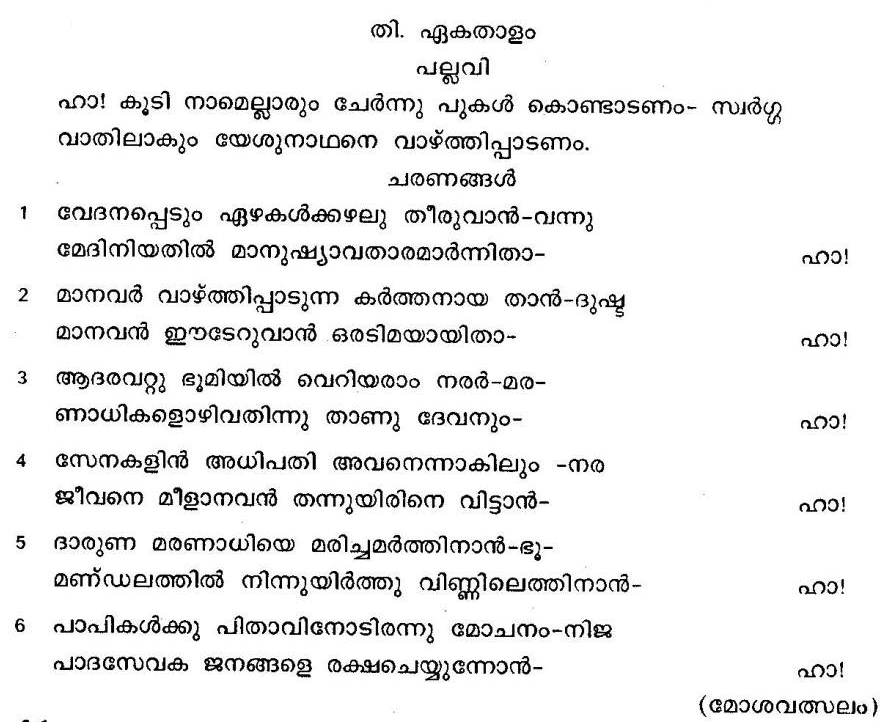 തി. ഏകതാളം
പല്ലവി
ഹാ! കൂടി നാമെല്ലാരും ചേർന്നു പുകൾ കൊണ്ടാടണം- സ്വർഗ്ഗ
വാതിലാകും യേശുനാഥനെ വാഴ്ത്തിപ്പാടണം.
ചരണങ്ങൾ
1 വേദനപ്പെടും ഏഴകൾക്കഴലു തീരുവാൻ-വന്നു
മേദിനിയതിൽ മാനുഷ്യാവതാരമാർന്നിതാ- ഹാ!
2 മാനവർ വാഴ്ത്തിപ്പാടുന്ന കർത്തനായ താൻ-ദുഷ്ട
മാനവൻ ഈടേറുവാൻ ഒരടിമയായിതാ- ഹാ!
3 ആദരവറ്റു ഭൂമിയിൽ വെറിയരാം നരർ-മര-
ണാധികളൊഴിവതിന്നു താണു ദേവനും- ഹാ!
4 സേനകളിൻ അധിപതി അവനെന്നാകിലും -നര
ജീവനെ മീളാനവൻ തന്നുയിരിനെ വിട്ടാൻ- ഹാ!
5 ദാരുണ മരണാധിയെ മരിച്ചമർത്തിനാൻ-ഭൂ-
മണ്ഡലത്തിൽ നിന്നുയിർത്തു വിണ്ണിലെത്തിനാൻ- ഹാ!
6 പാപികൾക്കു പിതാവിനോടിരന്നു മോചനം-നിജ
പാദസേവക ജനങ്ങളെ രക്ഷചെയ്യുന്നോൻ- ഹാ!
(മോശവത്സലം)